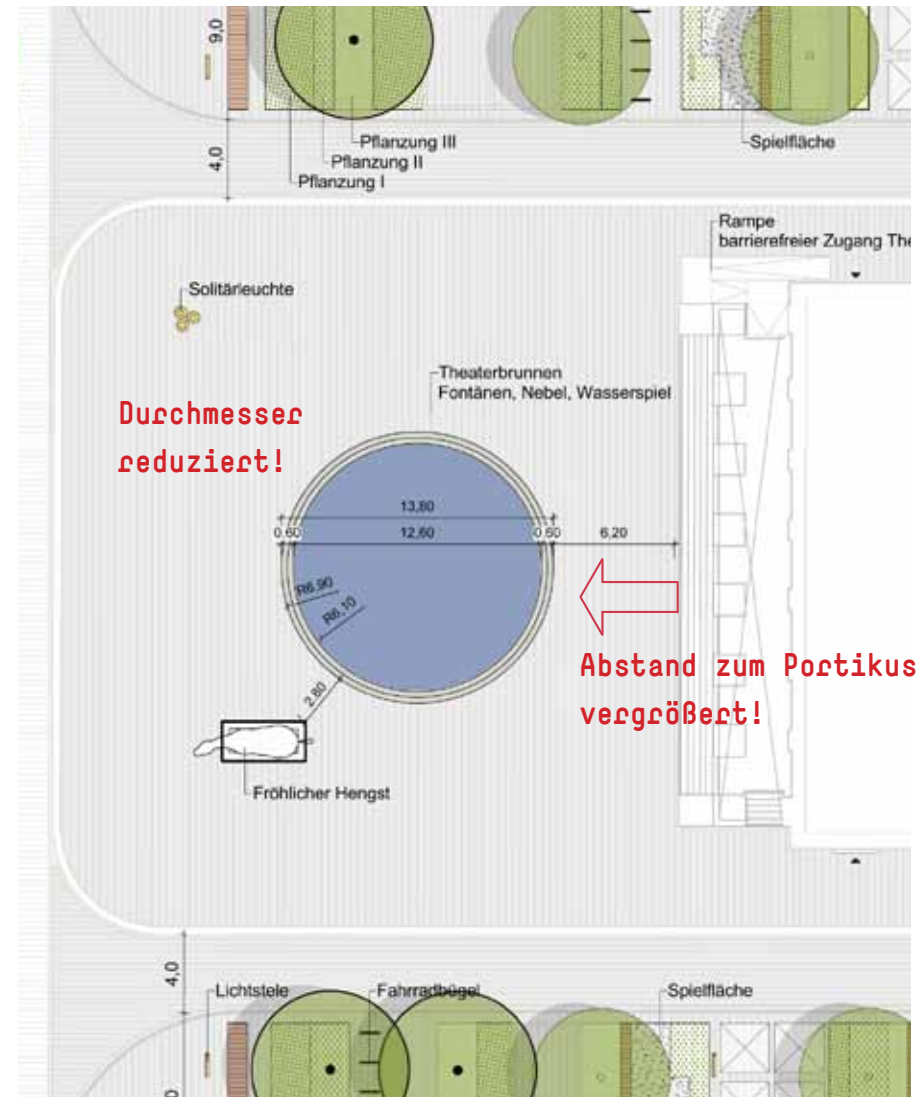 9,0
Pflanzung III
Pflanzung II
Pflanzung I
4,0
Spielfläche
Rampe
barrierefreier Zugang The
Solitärleuchte
Theaterbrunnen
Fontänen, Nebel, Wasserspiel
Durchmesser
reduziert!
13,80
0,60
12,60
0,60
6,20
R6,90
R6,10
Abstand zum Portikus
vergrößert!
2,80
Fröhlicher Hengst
4,0
Lichtstele
Fahrradbügel
Spielfläche